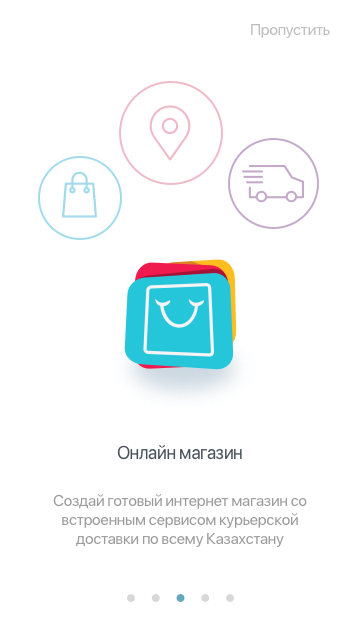 Пропустить
Онлайн магазин
Создай готовый интернет магазин со
встроенным сервисом курьерской
доставки по всему Казахстану